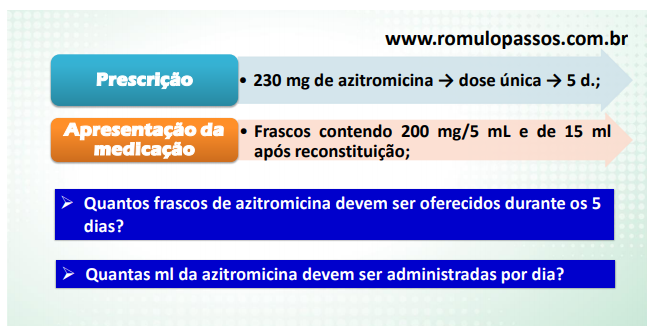 www.romulopassos.com.br
Prescrição
• 230 mg de azitromicina → dose única → 5 d.;
Apresentação da
medicação
• Frascos contendo 200 mg/5 mL e de 15 ml
após reconstituição;
➢ Quantos frascos de azitromicina devem ser oferecidos durante os 5
dias?
➢ Quantas ml da azitromicina devem ser administradas por dia?